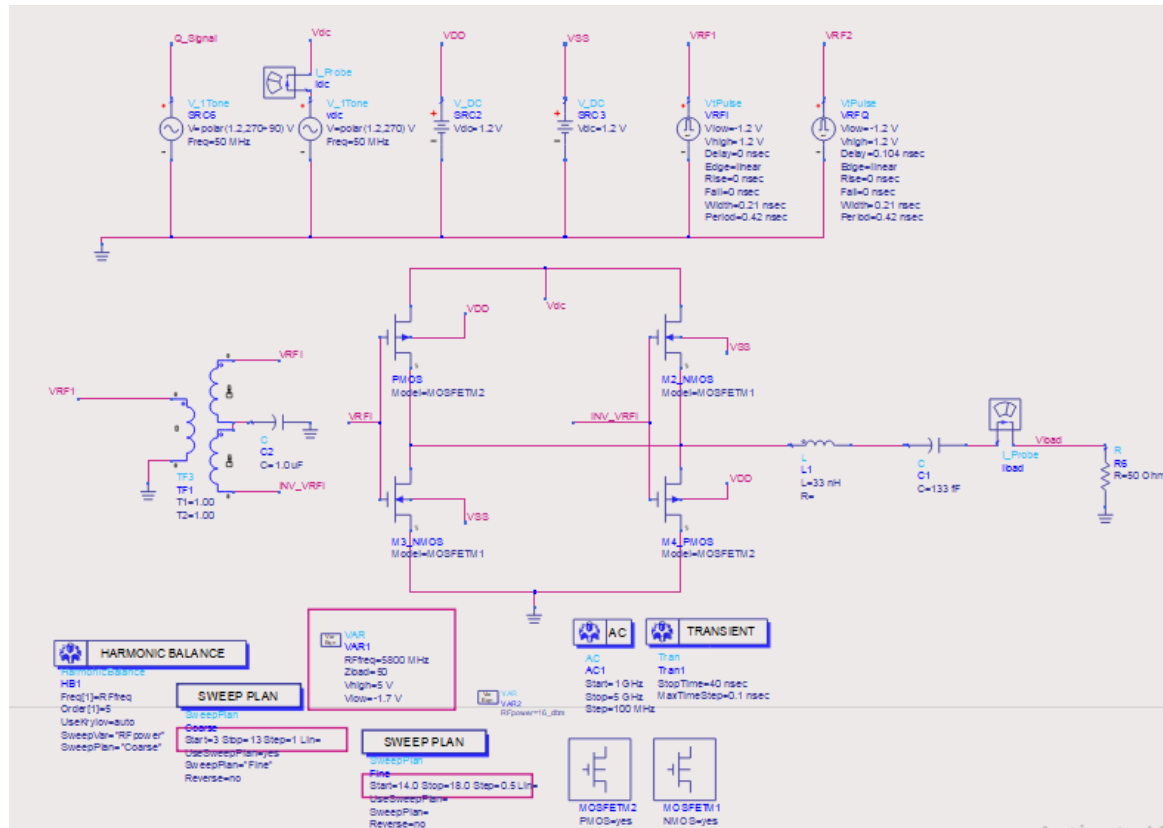 Q_Signal
V_1Tone
SRC6
V=polar(1.2,270+90) V
Freq=50 MHz
Vdc
I_Probe
Idc
V_1Tone
vdc
V=polar(1.2,270) V
Freq=50 MHz
VDD
V_DC
SRC2
Vdc=1.2 V
VSS
V_DC
SRC3
Vdc=1.2 V
VRF1
VtPulse
VRFI
Vlow=-1.2 V
Vhigh=1.2 V
Delay=0 nsec
Edge=linear
Rise=0 nsec
Fall=0 nsec
Width=0.21 nsec
Period=0.42 nsec
VRF2
VtPulse
VRFQ
Vlow=-1.2 V
Vhigh=1.2 V
Delay=0.104 nsec
Edge=linear
Rise=0 nsec
Fall=0 nsec
Width=0.21 nsec
Period=0.42 nsec
VRF1
TF3
TF1
T1=1.00
T2=1.00
VRFI
C
C2
C=1.0 uF
INV_VRFI
Vdc
VDD
PMOS
Model=MOSFETM2
VRFI
VSS
M3_NMOS
Model=MOSFETM1
VSS
M2_NMOS
Model=MOSFETM1
INV_VRFI
VDD
M4_PMOS
Model=MOSFETM2
L
L1
L=33 nH
R=
C
C1
C=133 fF
I_Probe
Iload
Vload
R
R6
R=50 Ohm
HARMONIC BALANCE
HarmonicBalance
HB1
Freq[1]=RFfreq
Order[1]=5
UseKrylov=auto
SweepVar="RFpower"
SweepPlan="Coarse"
SWEEP PLAN
SweepPlan
Coarse
Start=3 Stop=13 Step=1 Lin=
UseSweepPlan=yes
SweepPlan="Fine"
Reverse=no
Var
Eqn
VAR
VAR1
RFfreq=5800 MHz
Zload=50
Vhigh=5 V
Vlow=-1.7 V
SWEEP PLAN
SweepPlan
Fine
Start=14.0 Stop=18.0 Step=0.5 Lin=
UseSweepPlan=
SweepPlan=
Reverse=no
Var
Eqn
VAR
VAR2
RFpower=16_dbm
AC
AC
AC1
Start=1 GHz
Stop=5 GHz
Step=100 MHz
TRANSIENT
Tran
Tran1
StopTime=40 nsec
MaxTimeStep=0.1 nsec
MOSFETM2
PMOS=yes
MOSFETM1
NMOS=yes